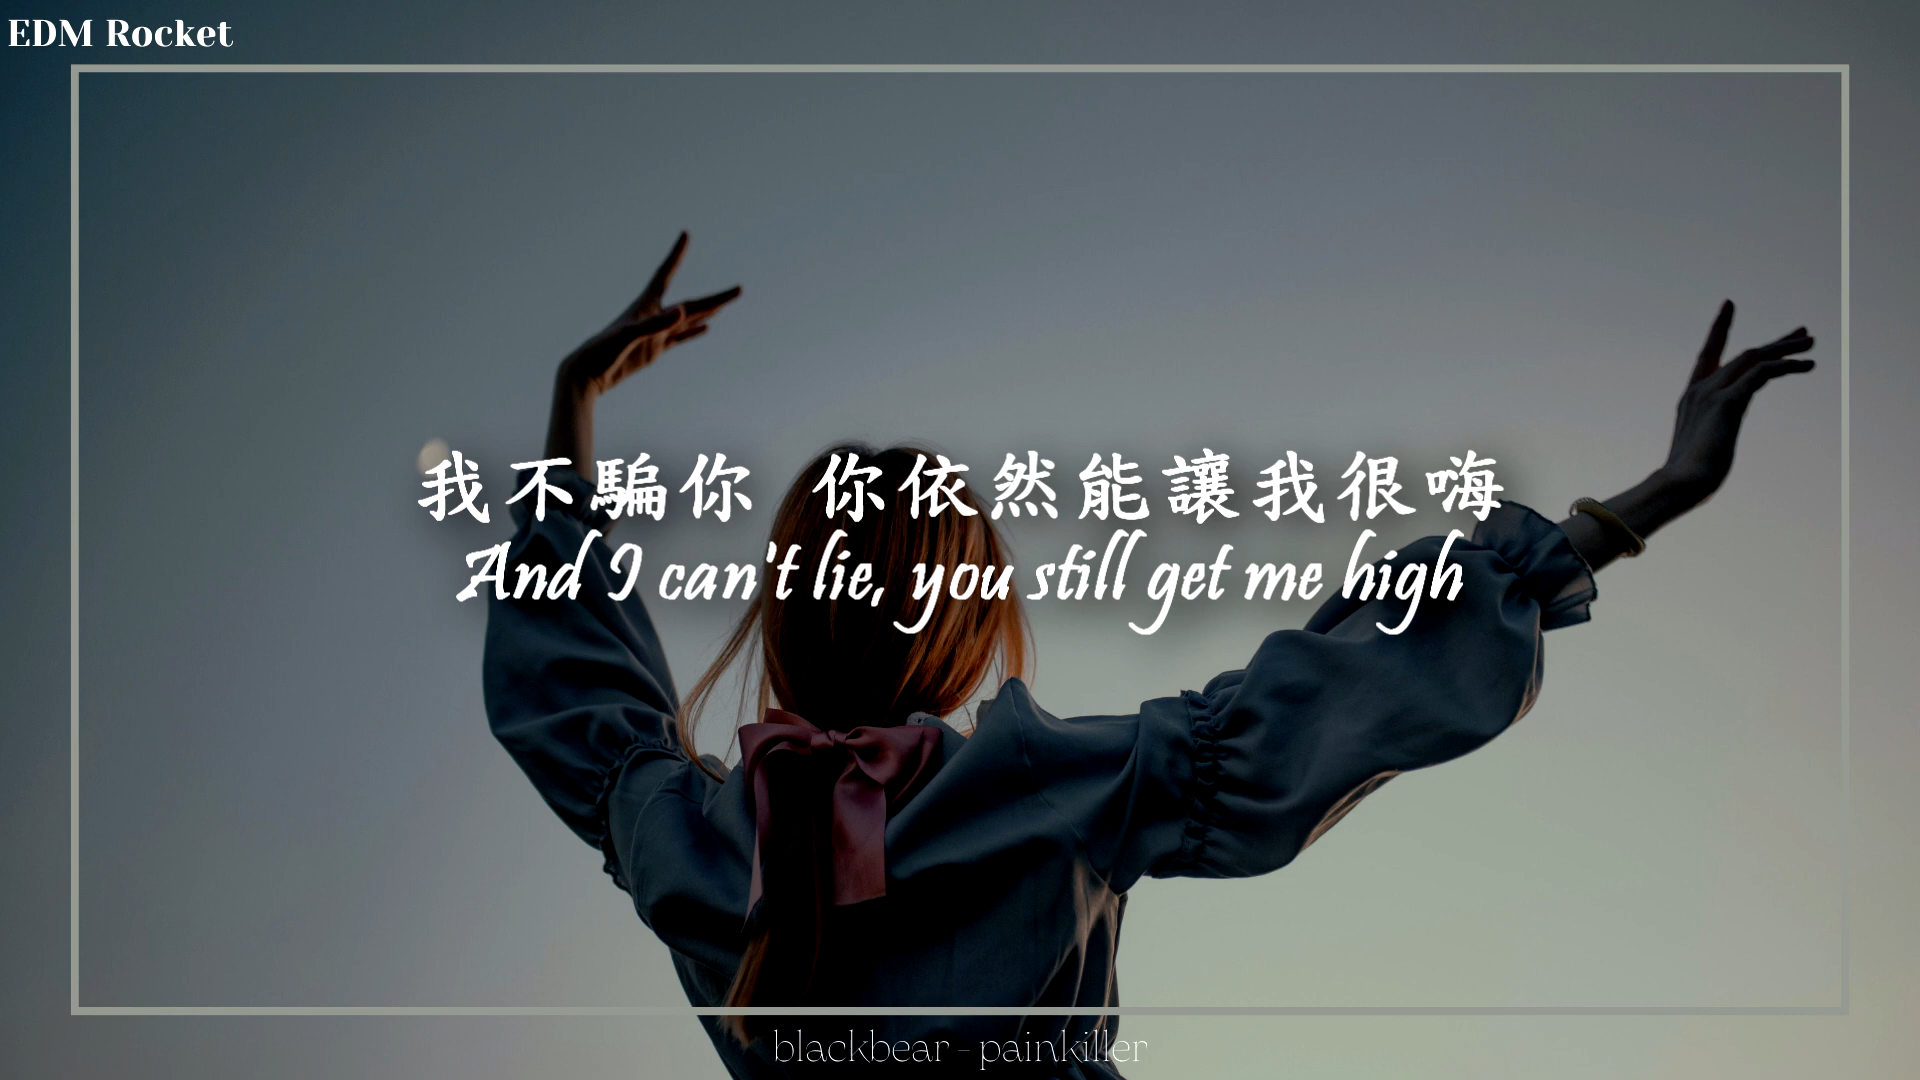 EDM Rocket
我不騙你 你依然能讓我很嗨
And I can't lie, you still get me high
blackbear - painkiller